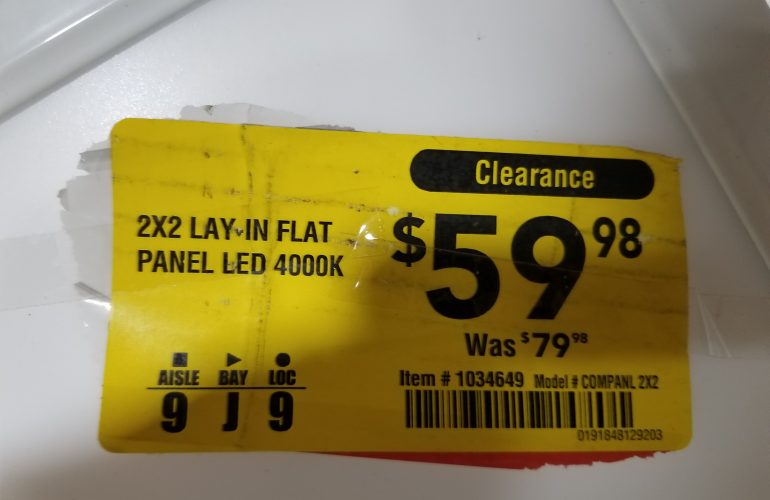 Clearance
2X2 LAY-IN FLAT
PANEL LED 4000K
$59 98
Was $79 98
AISLE BAY LOC
9 J 9
Item # 1034649 Model # COMPANL 2X2
0191848129203